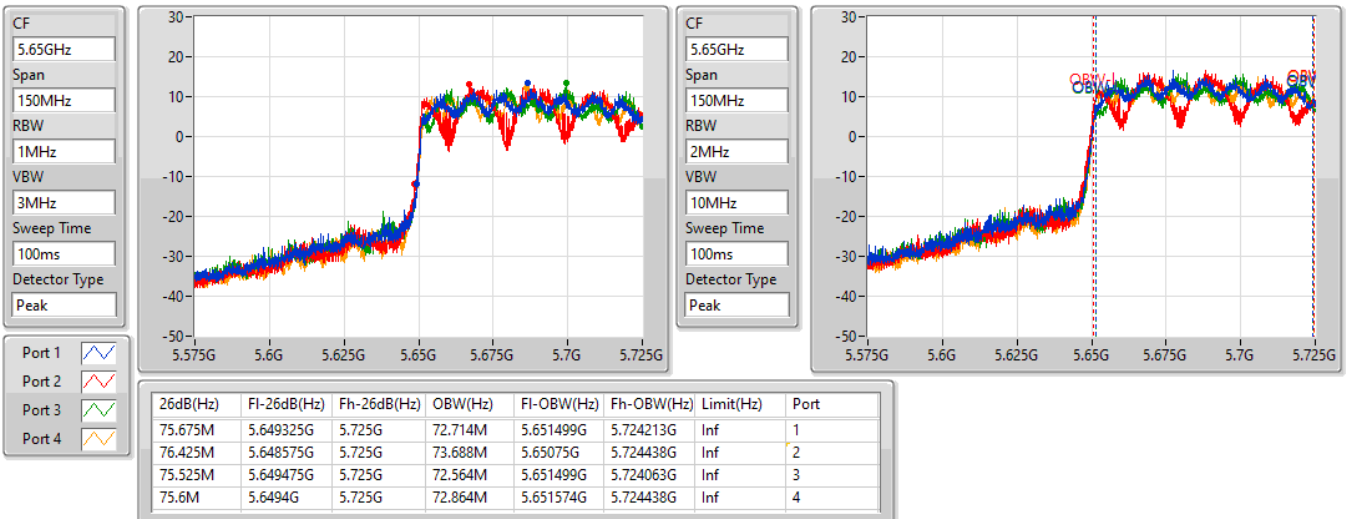 CF
5.65GHz
Span
150MHz
RBW
1MHz
VBW
3MHz
Sweep Time
100ms
Detector Type
Peak
30
20
10
0
-10
-20
-30
-40
-50
5.575G 5.6G 5.625G 5.65G 5.675G 5.7G 5.725G
CF
5.65GHz
Span
150MHz
RBW
2MHz
VBW
10MHz
Sweep Time
100ms
Detector Type
Peak
30
20
10
0
-10
-20
-30
-40
-50
OBW
OBW
5.575G 5.6G 5.625G 5.65G 5.675G 5.7G 5.725G
Port 1
Port 2
Port 3
Port 4
26dB(Hz) Fl-26dB(Hz) Fh-26dB(Hz) OBW(Hz) Fl-OBW(Hz) Fh-OBW(Hz) Limit(Hz) Port
75.675M 5.649325G 5.725G 72.714M 5.651499G 5.724213G Inf 1
76.425M 5.648575G 5.725G 73.688M 5.65075G 5.724438G Inf 2
75.525M 5.649475G 5.725G 72.564M 5.651499G 5.724063G Inf 3
75.6M 5.6494G 5.725G 72.864M 5.651574G 5.724438G Inf 4